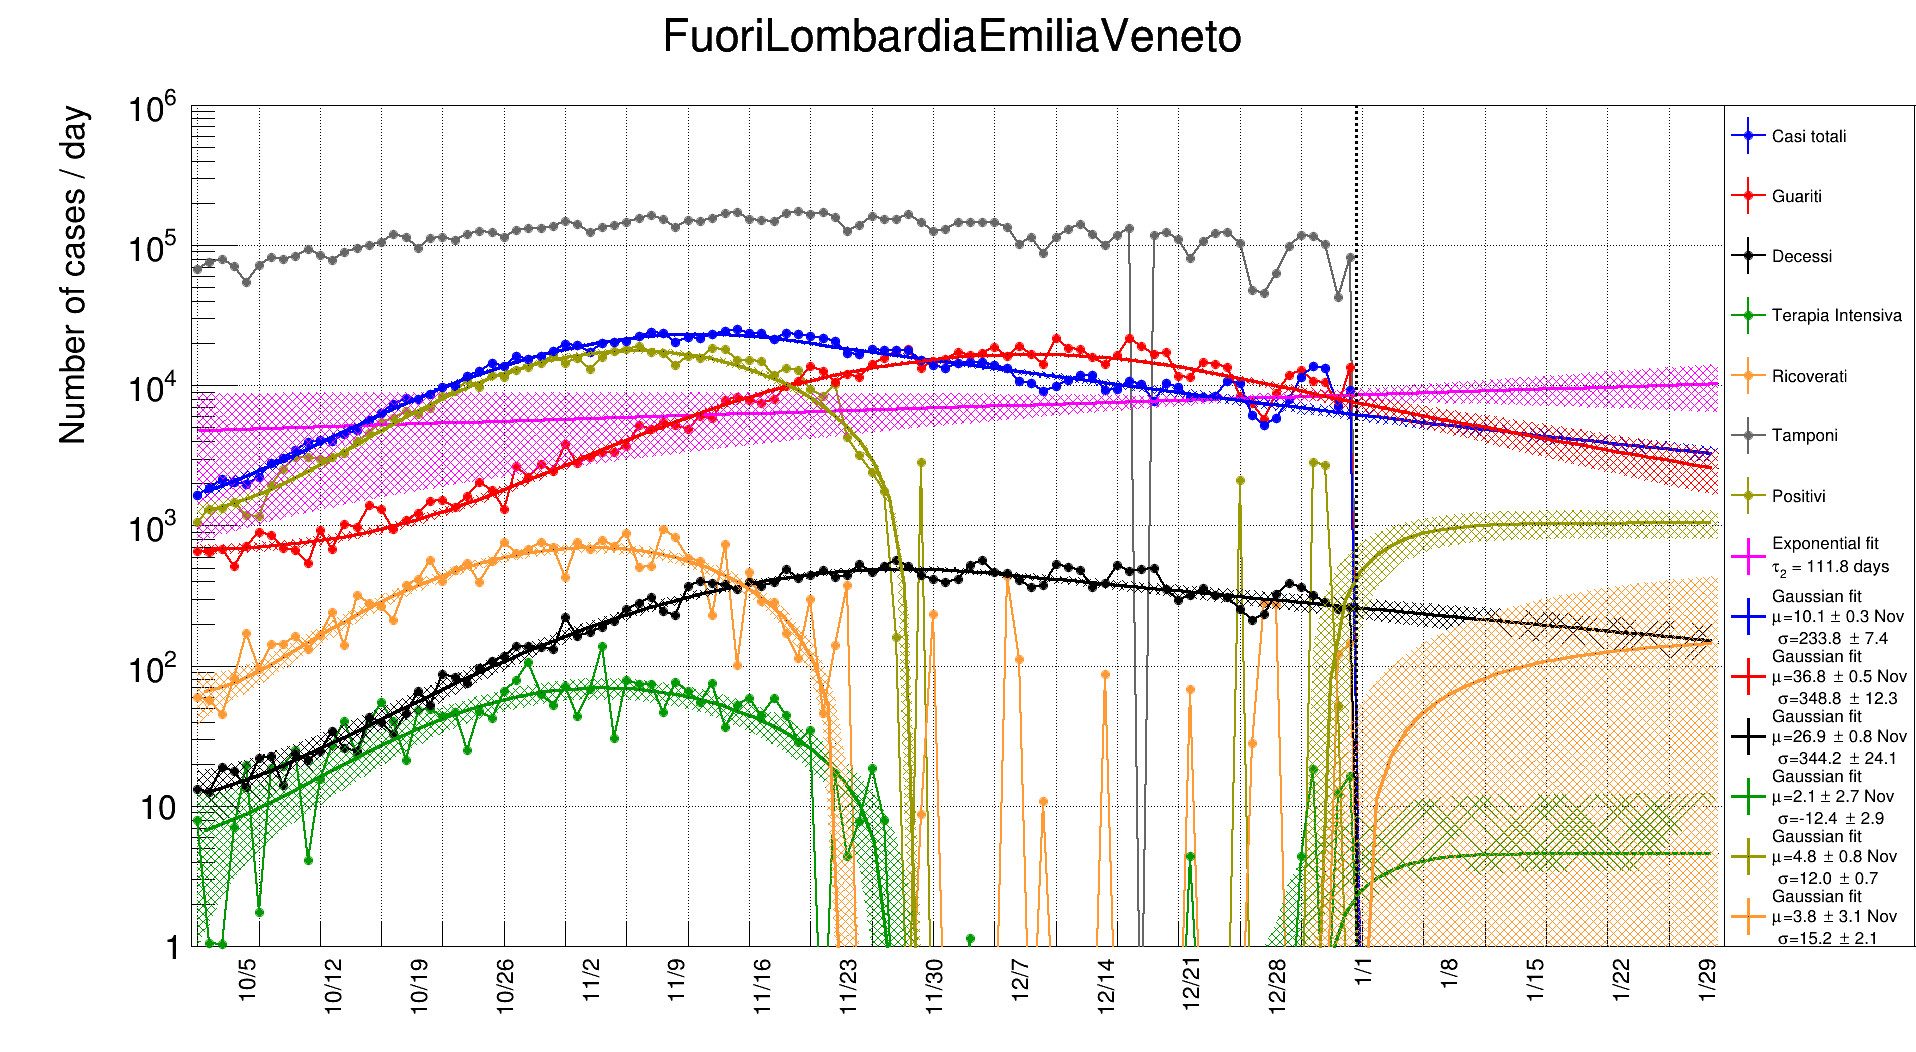 FuoriLombardiaEmiliaVeneto
Number of cases / day
10^6
10^5
10^4
10^3
10^2
10
1
10/5
10/12
10/19
10/26
11/2
11/9
11/16
11/23
11/30
12/7
12/14
12/21
12/28
1/1
1/8
1/15
1/22
1/29
Casi totali
Guariti
Decessi
Terapia Intensiva
Ricoverati
Tamponi
Positivi
Exponential fit
τ₂ = 111.8 days
Gaussian fit
μ=10.1 ± 0.3 Nov
σ=233.8 ± 7.4
Gaussian fit
μ=36.8 ± 0.5 Nov
σ=348.8 ± 12.3
Gaussian fit
μ=26.9 ± 0.8 Nov
σ=344.2 ± 24.1
Gaussian fit
μ=2.1 ± 2.7 Nov
σ=-12.4 ± 2.9
Gaussian fit
μ=4.8 ± 0.8 Nov
σ=12.0 ± 0.7
Gaussian fit
μ=3.8 ± 3.1 Nov
σ=15.2 ± 2.1